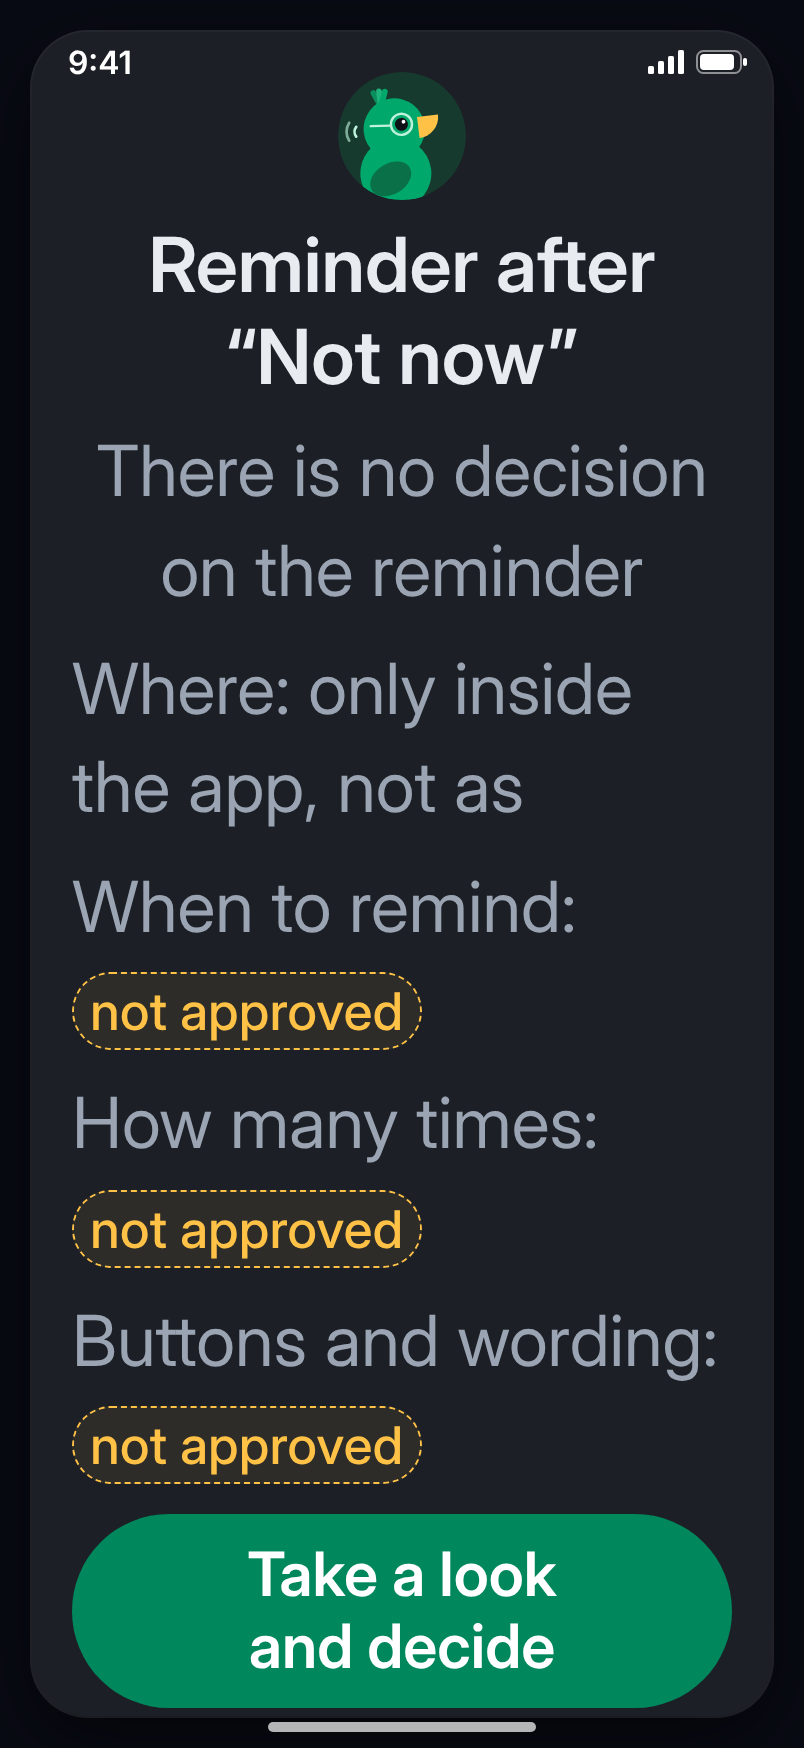 9:41
Reminder after
“Not now”
There is no decision
on the reminder
Where: only inside
the app, not as
When to remind:
not approved
How many times:
not approved
Buttons and wording:
not approved
Take a look
and decide